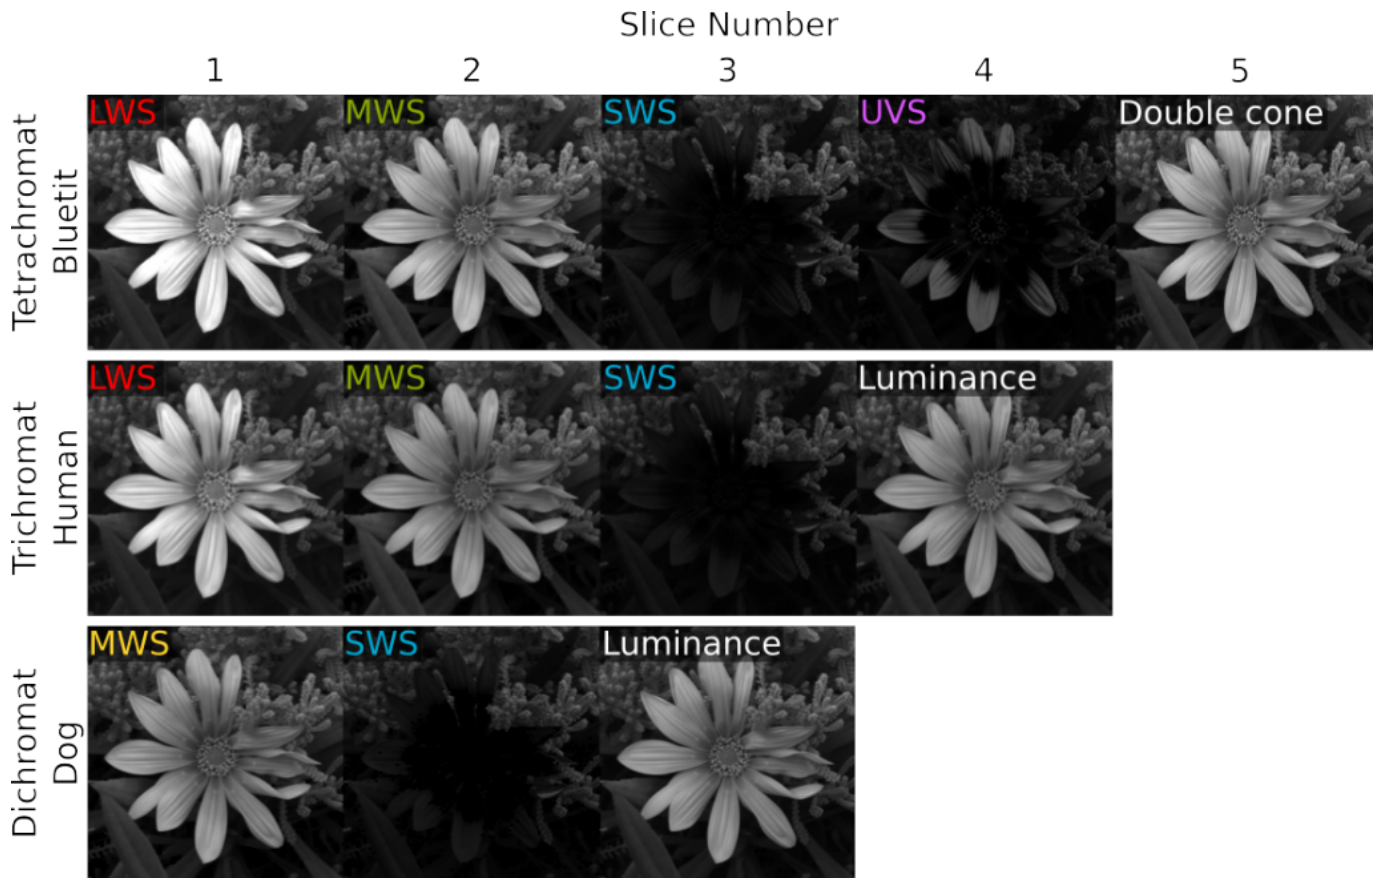 Slice Number
1 2 3 4 5
Tetrachromat
Bluetit
LWS MWS SWS UVS Double cone
Trichromat
Human
LWS MWS SWS Luminance
Dichromat
Dog
MWS SWS Luminance